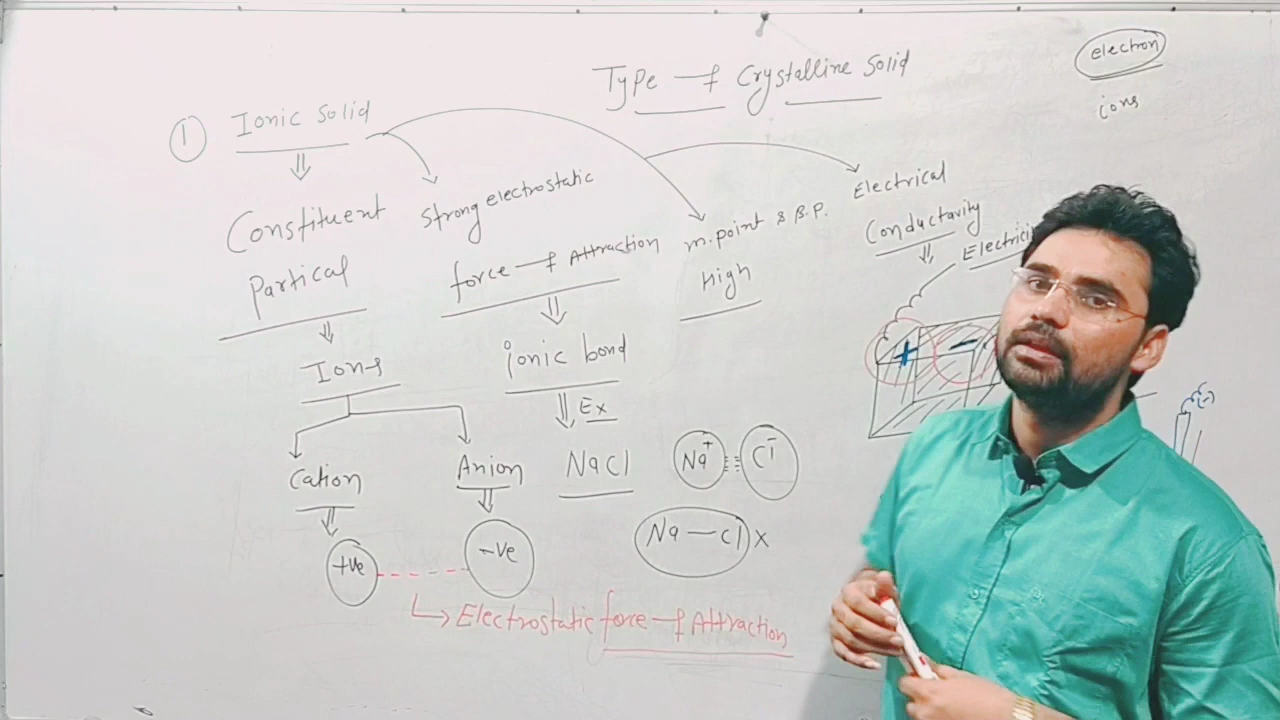 Type of Crystalline Solid
electron
ions
① Ionic Solid
Constituent
Partical
Ions
Cation
Anion
+ve
-ve
Electrostatic force of Attraction
Strong electrostatic
force of Attraction
ionic bond
Ex
NaCl
Na+ Cl-
Na—Cl x
m.point & B.P.
High
Electrical
Conductavity
+
-
(-)